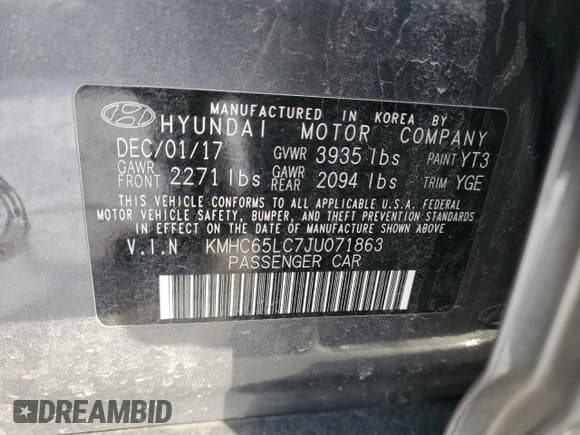 MANUFACTURED IN KOREA BY
HYUNDAI MOTOR COMPANY
DEC/01/17 GVWR 3935 lbs PAINT YT3
GAWR FRONT 2271 lbs GAWR REAR 2094 lbs TRIM YGE
THIS VEHICLE CONFORMS TO ALL APPLICABLE U.S.A. FEDERAL
MOTOR VEHICLE SAFETY, BUMPER, AND THEFT PREVENTION STANDARDS
IN EFFECT ON THE DATE OF MANUFACTURE SHOWN ABOVE.
V.I.N KMHC65LC7JU071863
PASSENGER CAR
DREAMBID